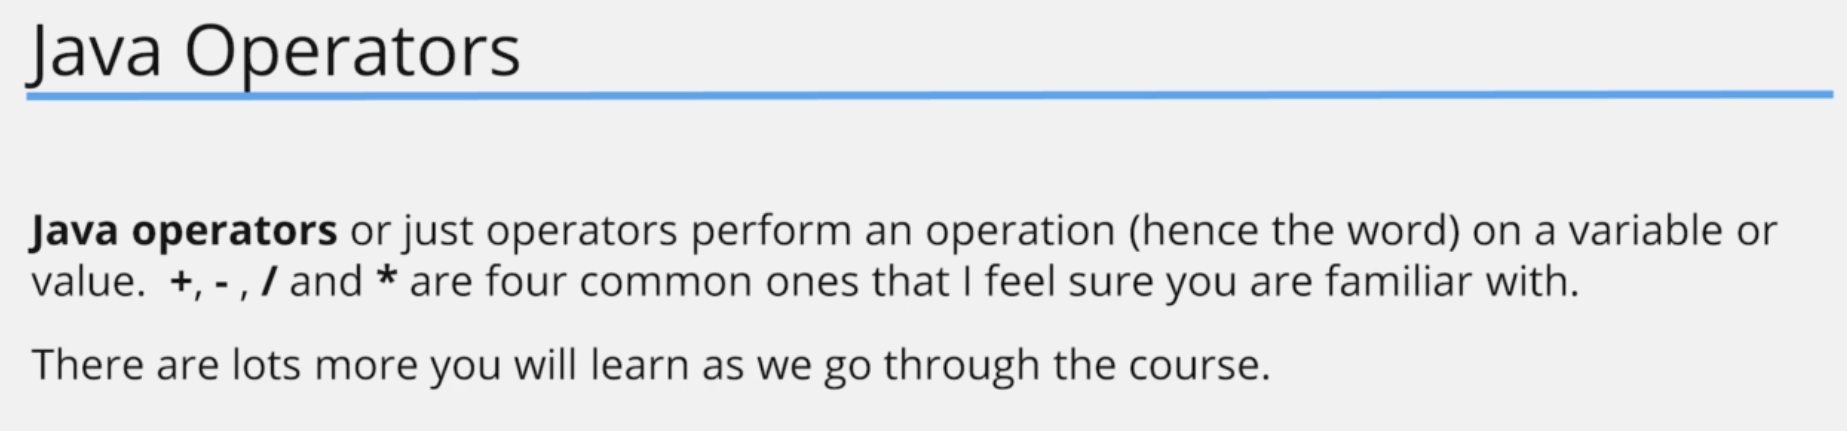 Java Operators
Java operators or just operators perform an operation (hence the word) on a variable or
value.  +, - , / and * are four common ones that I feel sure you are familiar with.
There are lots more you will learn as we go through the course.